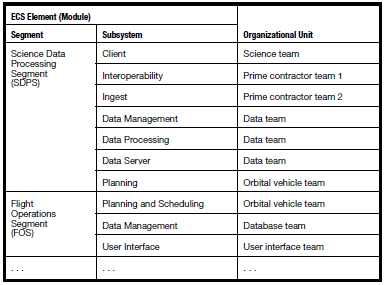 ECS Element (Module)
Segment Subsystem Organizational Unit
Science Data Client Science team
Processing
Segment Interoperability Prime contractor team 1
(SDPS)
Ingest Prime contractor team 2
Data Management Data team
Data Processing Data team
Data Server Data team
Planning Orbital vehicle team
Flight Planning and Scheduling Orbital vehicle team
Operations
Segment Data Management Database team
(FOS)
User Interface User interface team
. . . . . . . . .